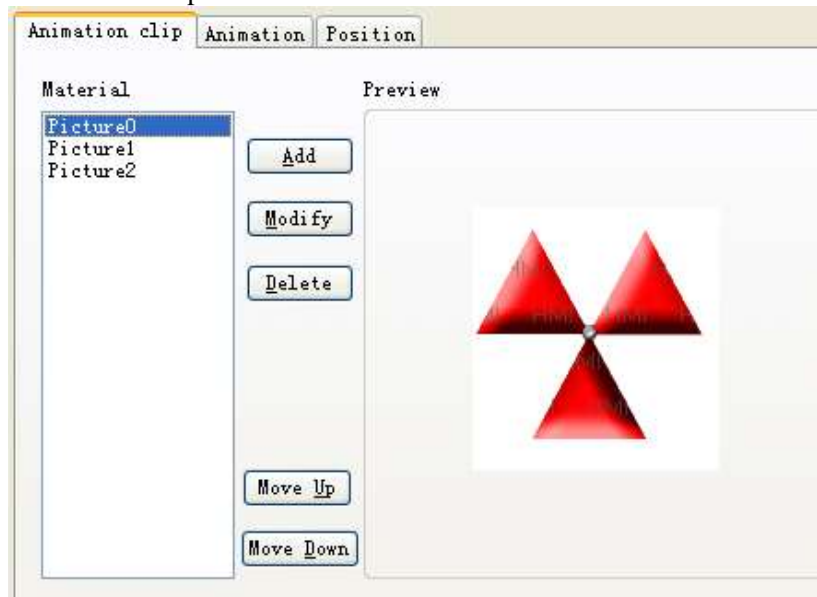 Animation clip Animation Position
Material Preview
Picture0
Picture1
Picture2
Add
Modify
Delete
Move Up
Move Down